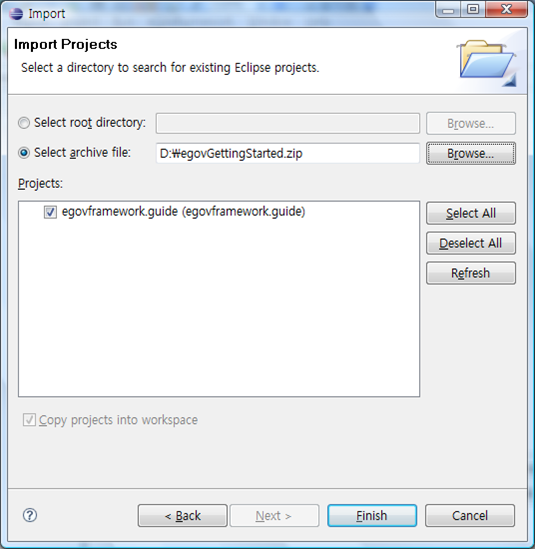 Import
Import Projects
Select a directory to search for existing Eclipse projects.
Select root directory:
Browse...
Select archive file:
D:₩egovGettingStarted.zip
Browse...
Projects:
egovframework.guide (egovframework.guide)
Select All
Deselect All
Refresh
Copy projects into workspace
?
< Back
Next >
Finish
Cancel